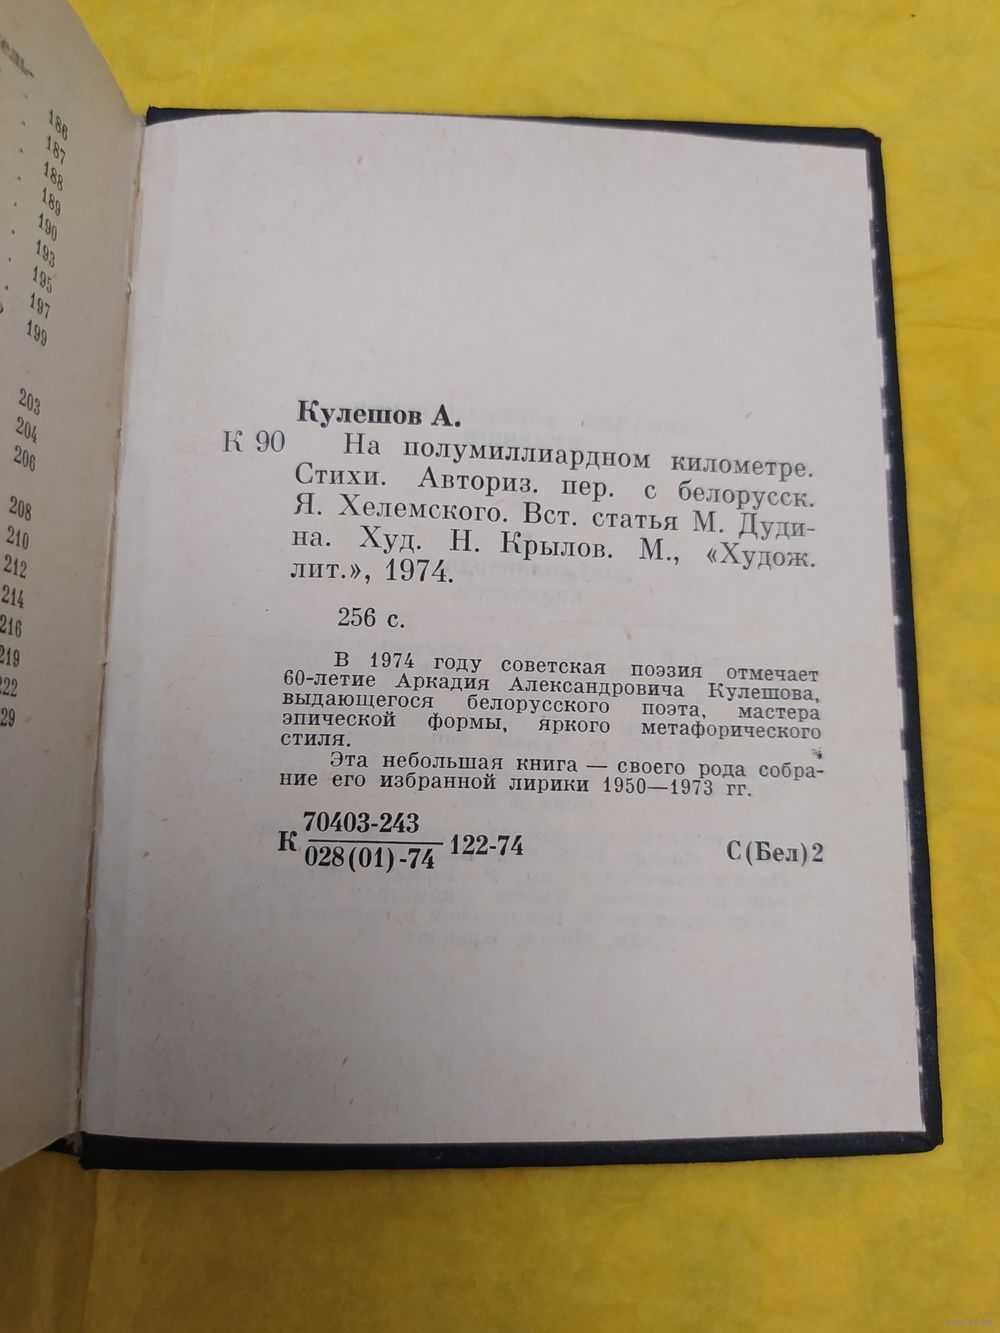 186
187
188
189
190
193
195
197
199
203
204
206
208
210
212
214
216
219
222
Кулешов А.
К 90 На полумиллиардном километре.
Стихи. Авториз. пер. с белорусск.
Я. Хелемского. Вст. статья М. Дуди-
на. Худ. Н. Крылов. М., «Худож.
лит.», 1974.
256 с.
В 1974 году советская поэзия отмечает
60-летие Аркадия Александровича Кулешова,
выдающегося белорусского поэта, мастера
эпической формы, яркого метафорического
стиля.
Эта небольшая книга — своего рода собра-
ние его избранной лирики 1950—1973 гг.
70403-243
К 122-74 С(Бел)2
028(01)-74